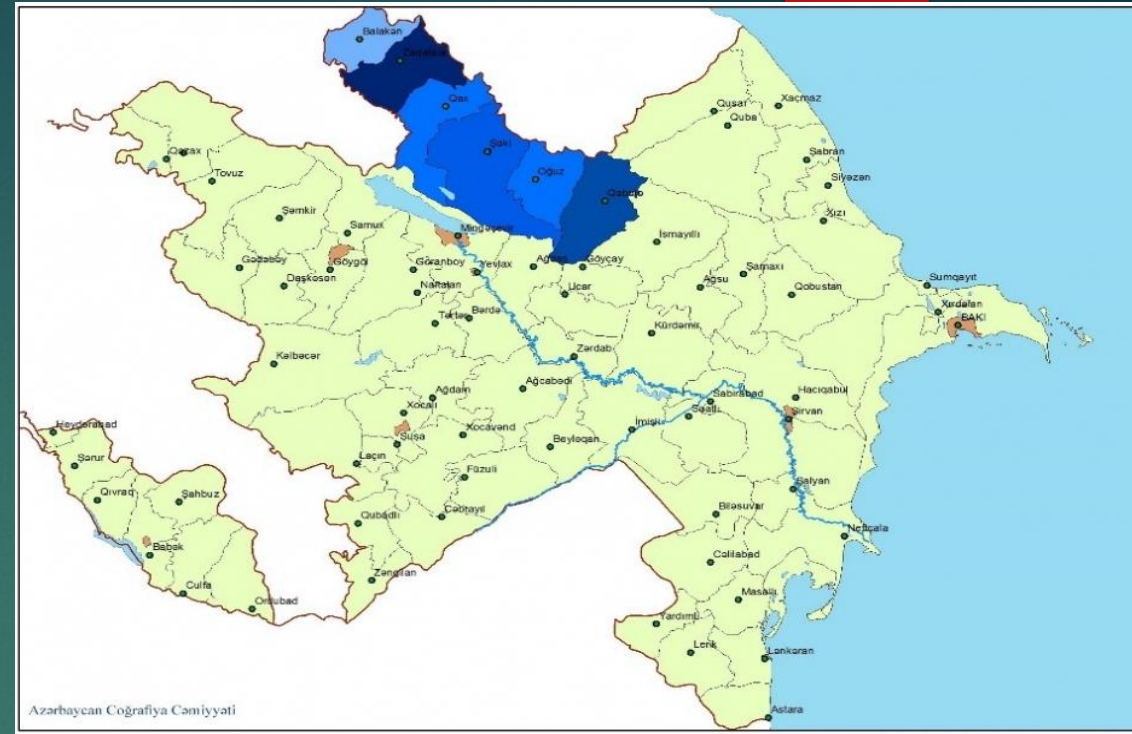 Balakən
Zaqatala
Qax
Şəki
Oğuz
Qəbələ
Qusar
Xaçmaz
Quba
Şabran
Siyəzən
Xızı
Qazax
Tovuz
Şəmkir
Samux
Mingəçevir
İsmayıllı
Gədəbəy
Göygöl
Daşkəsən
Goranboy
Yevlax
Ağdaş
Göyçay
Naftalan
Ucar
Ağsu
Şamaxı
Qobustan
Sumqayıt
Xırdalan
BAKI
Tərtər
Bərdə
Kürdəmir
Zərdab
Kəlbəcər
Ağdam
Ağcabədi
Xocalı
Sabirabad
Hacıqabul
Şirvan
Saatlı
İmişli
Şuşa
Xocavənd
Beyləqan
Laçın
Füzuli
Heyderabad
Şərur
Qıvraq
Şahbuz
Babək
Culfa
Ordubad
Qubadlı
Cəbrayıl
Zəngilan
Salyan
Biləsuvar
Neftcala
Cəlilabad
Masallı
Yardımlı
Lerik
Lənkəran
Astara
Azərbaycan Coğrafiya Cəmiyyəti